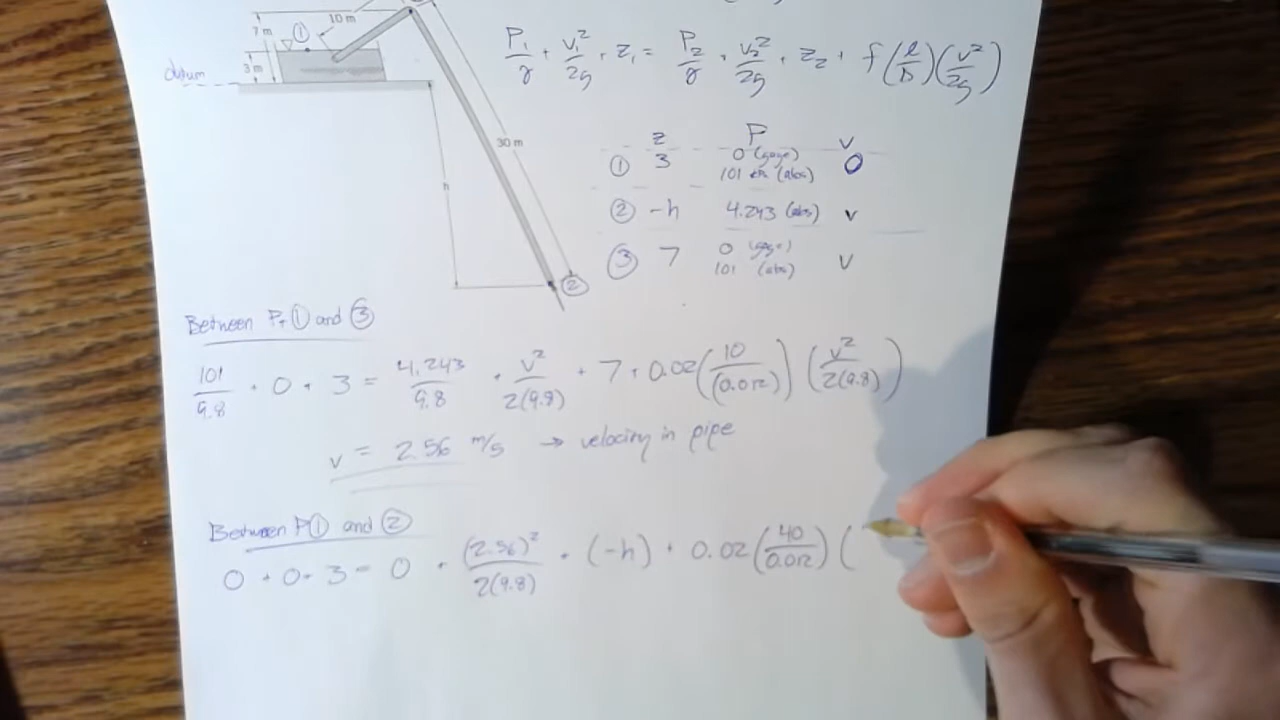 10 m
7 m
①
3 m
datum
30 m
h
②
P₁/γ + v₁²/2g + z₁ = P₂/γ + v₂²/2g + z₂ + f(ℓ/D)(v²/2g)
z P v
① 3 0 (gage) 0
101 kPa (abs)
② -h 4.243 (abs) v
③ 7 0 (gage) v
101 (abs)
Between Pt ① and ③
101/9.8 + 0 + 3 = 4.243/9.8 + v²/2(9.8) + 7 + 0.02(10/(0.012))(v²/2(9.8))
v = 2.56 m/s → velocity in pipe
Between P① and ②
0 + 0 + 3 = 0 + (2.56)²/2(9.8) + (-h) + 0.02(40/0.012)(